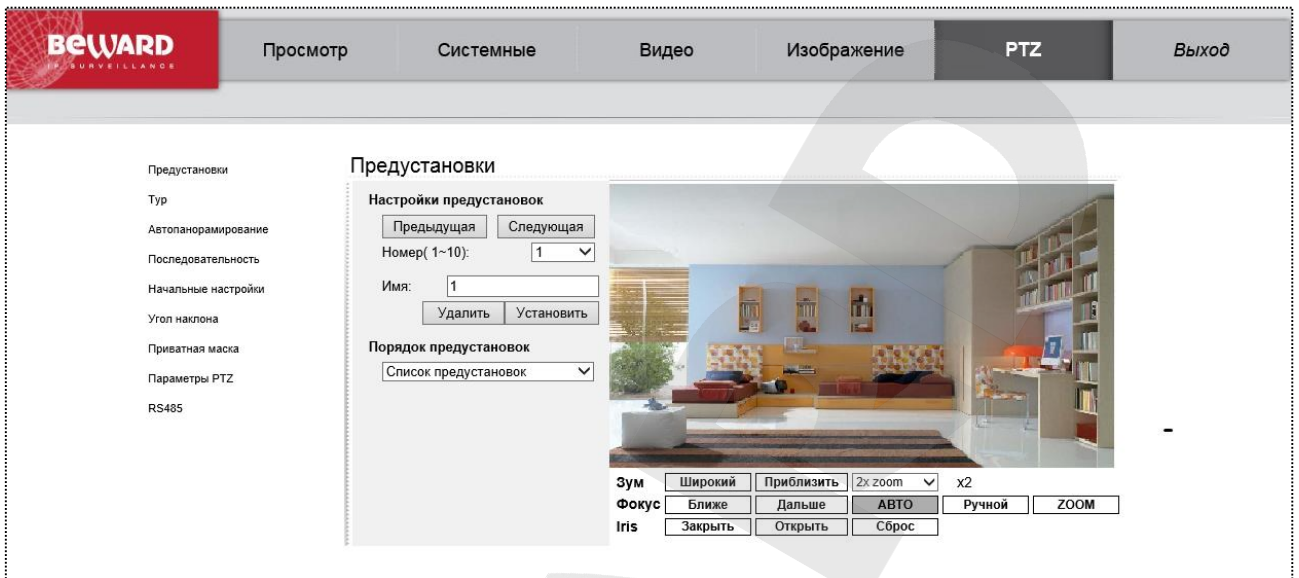 BEWARD
IP SURVEILLANCE
Просмотр
Системные
Видео
Изображение
PTZ
Выход
Предустановки
Тур
Автопанорамирование
Последовательность
Начальные настройки
Угол наклона
Приватная маска
Параметры PTZ
RS485
Предустановки
Настройки предустановок
Предыдущая Следующая
Номер( 1~10): 1
Имя: 1
Удалить Установить
Порядок предустановок
Список предустановок
Зум Широкий Приблизить 2x zoom x2
Фокус Ближе Дальше АВТО Ручной ZOOM
Iris Закрыть Открыть Сброс
-